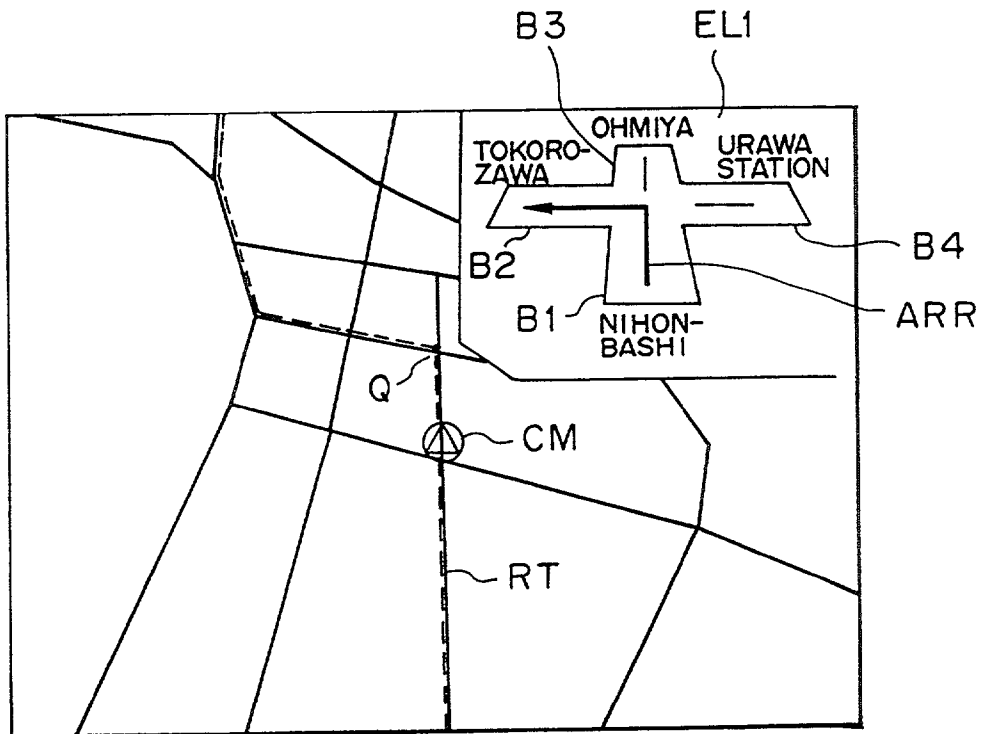 B3
EL1
OHMIYA
TOKORO-
ZAWA
URAWA
STATION
B2
B4
B1
NIHON-
BASHI
ARR
Q
CM
RT